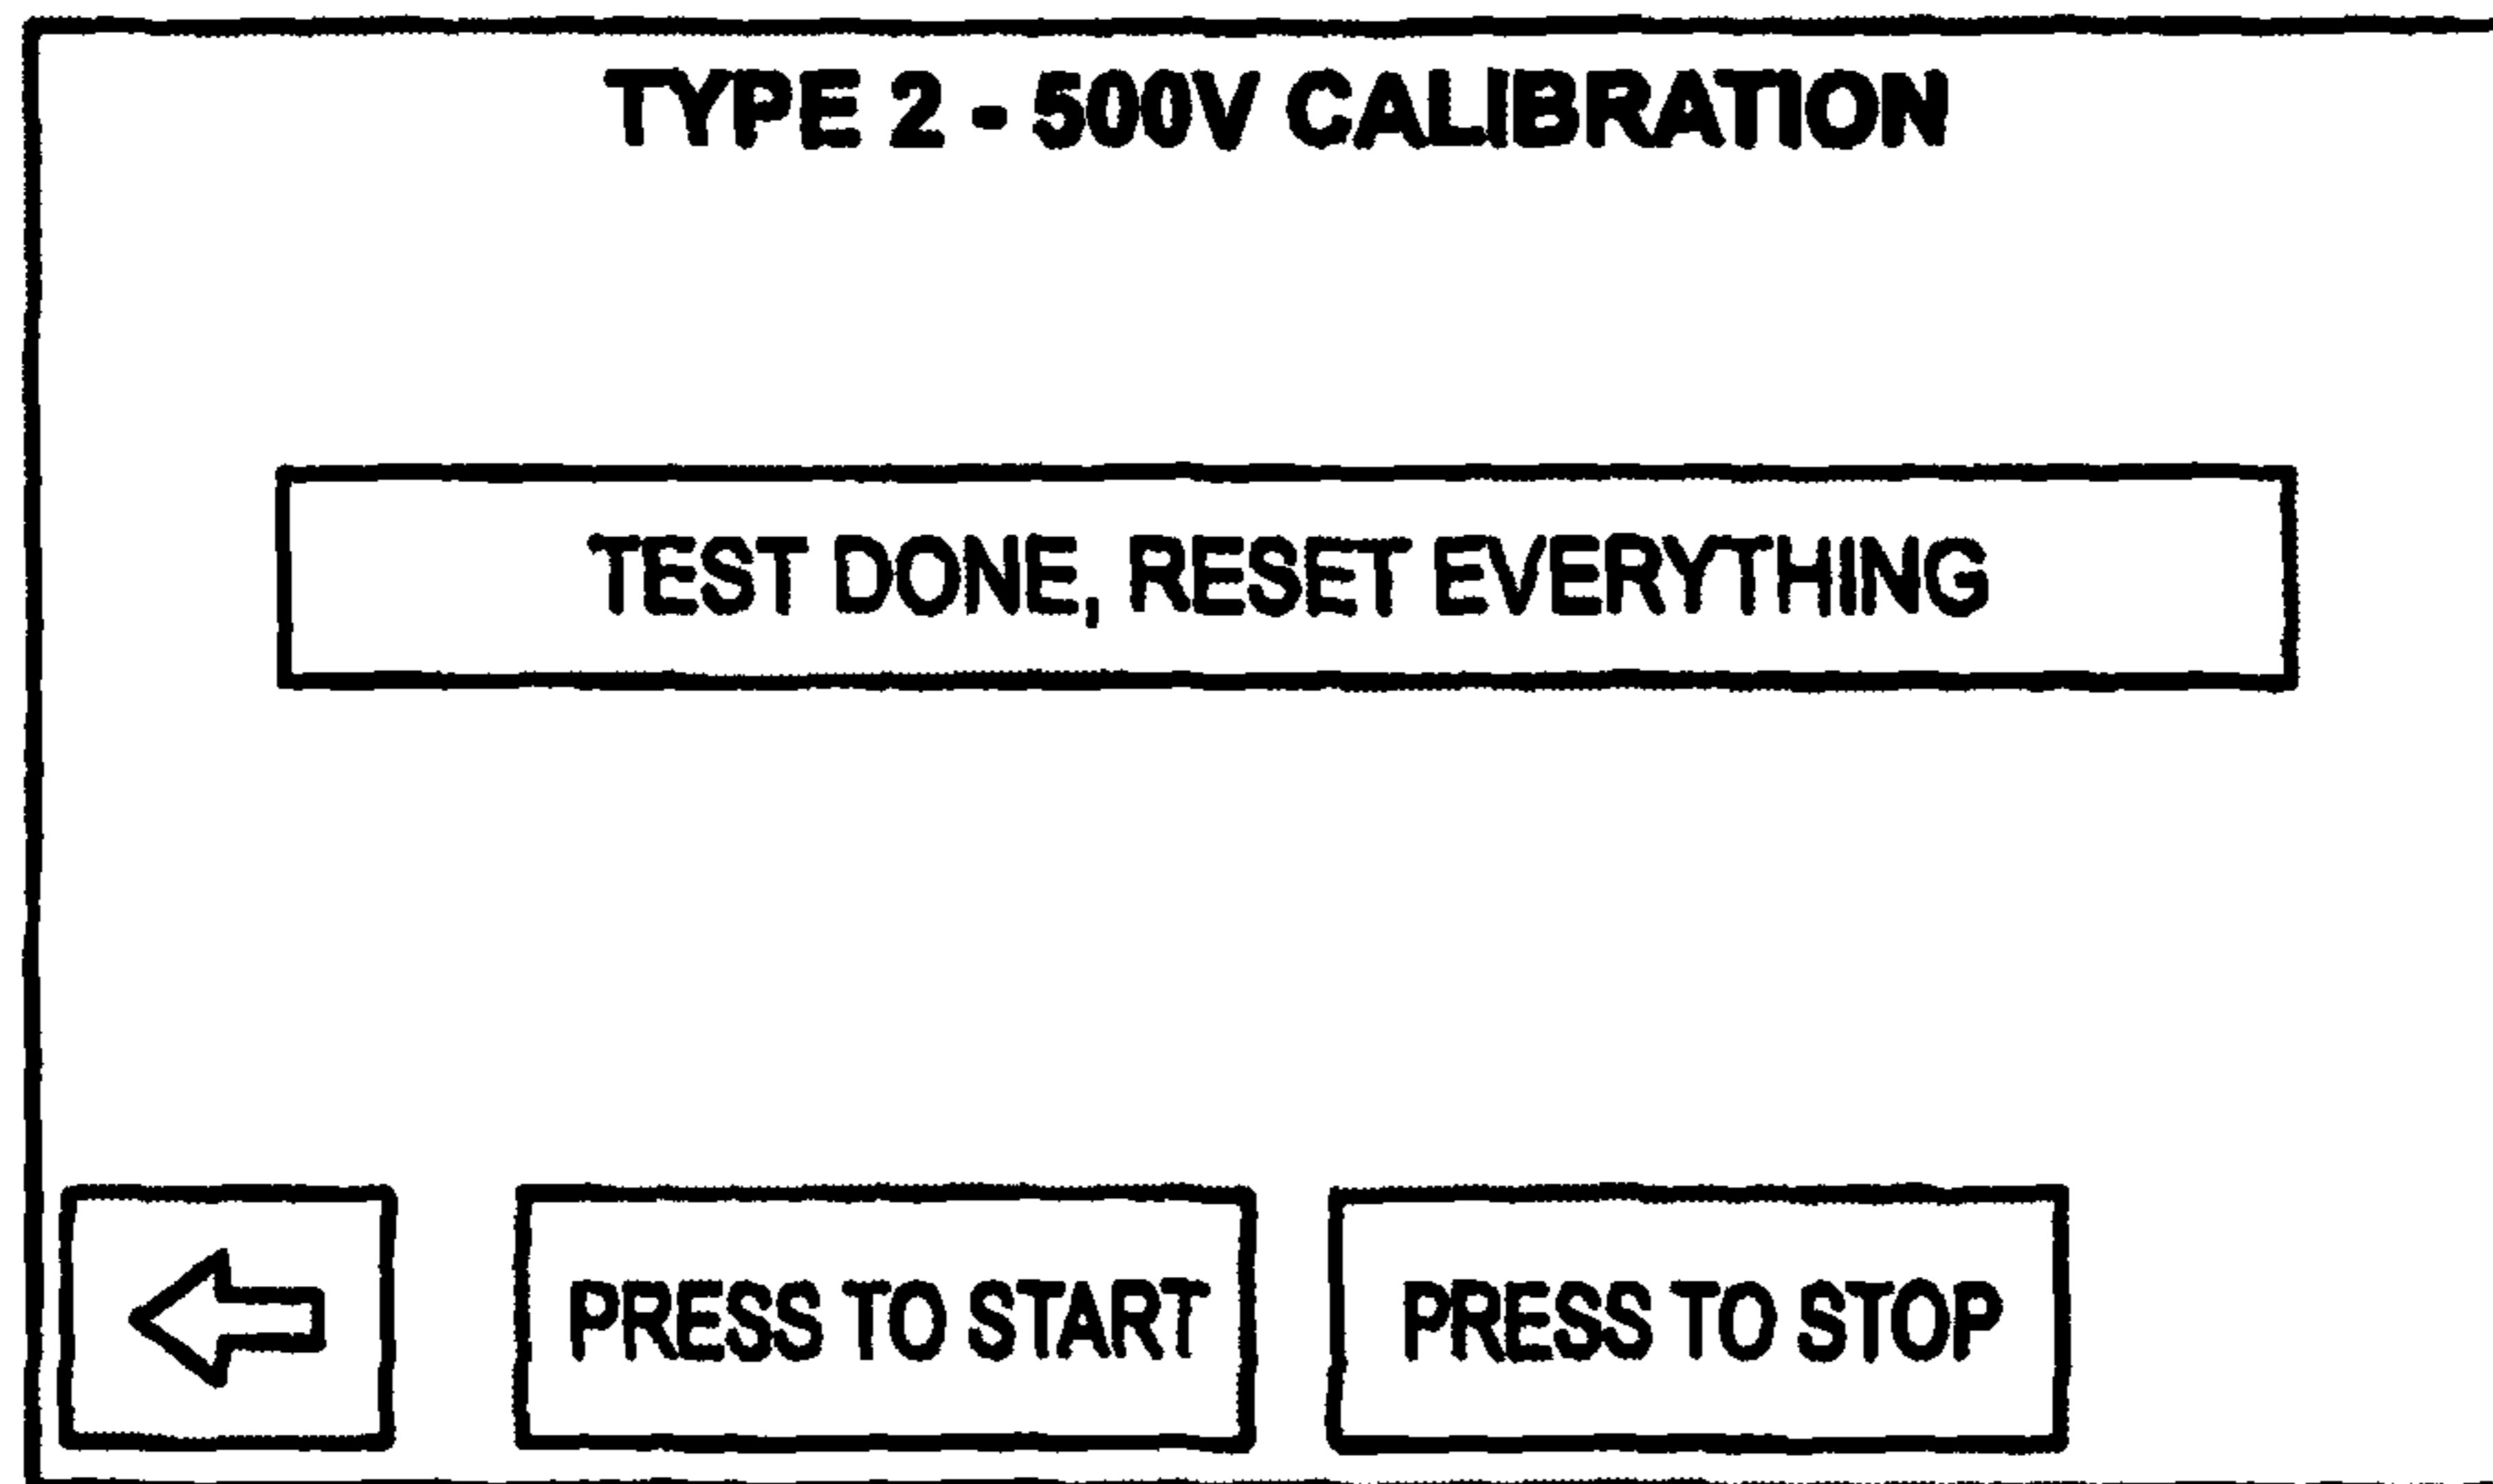 TYPE 2 - 500V CALIBRATION
TEST DONE, RESET EVERYTHING
PRESS TO START
PRESS TO STOP